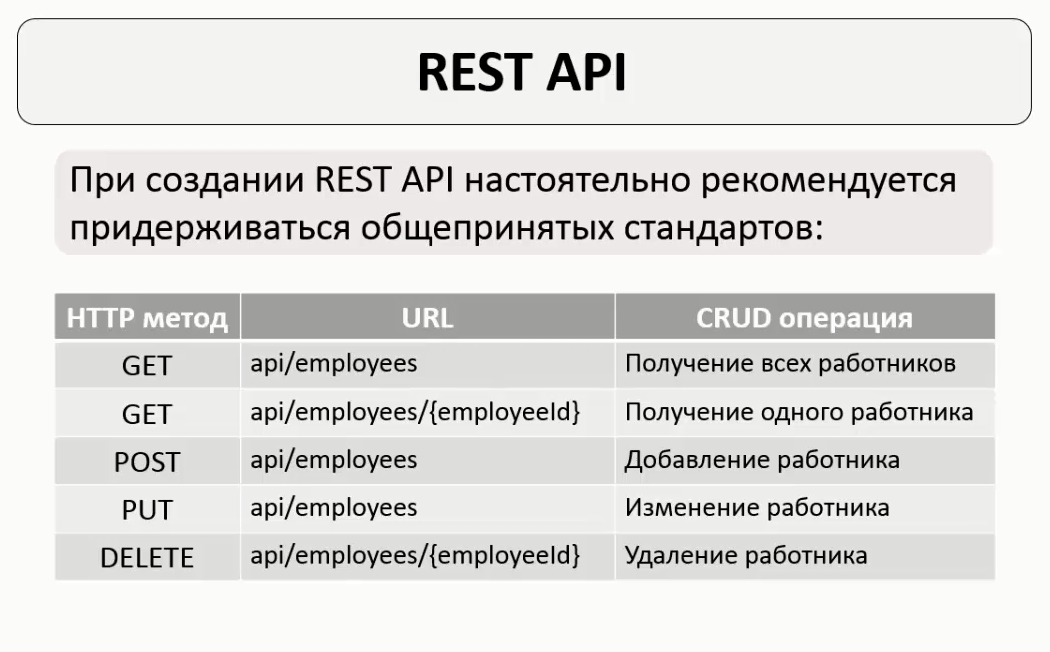 REST API
При создании REST API настоятельно рекомендуется
придерживаться общепринятых стандартов:
HTTP метод URL CRUD операция
GET api/employees Получение всех работников
GET api/employees/{employeeId} Получение одного работника
POST api/employees Добавление работника
PUT api/employees Изменение работника
DELETE api/employees/{employeeId} Удаление работника